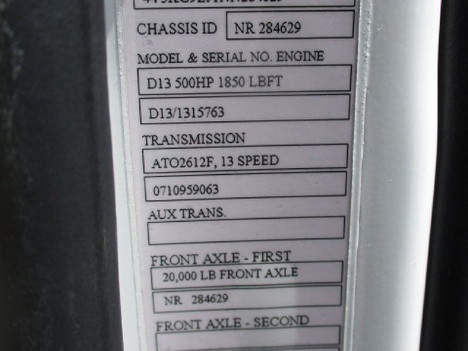 CHASSIS ID NR 284629
MODEL & SERIAL NO. ENGINE
D13 500HP 1850 LBFT
D13/1315763
TRANSMISSION
ATO2612F, 13 SPEED
0710959063
AUX TRANS.
FRONT AXLE - FIRST
20,000 LB FRONT AXLE
NR 284629
FRONT AXLE - SECOND